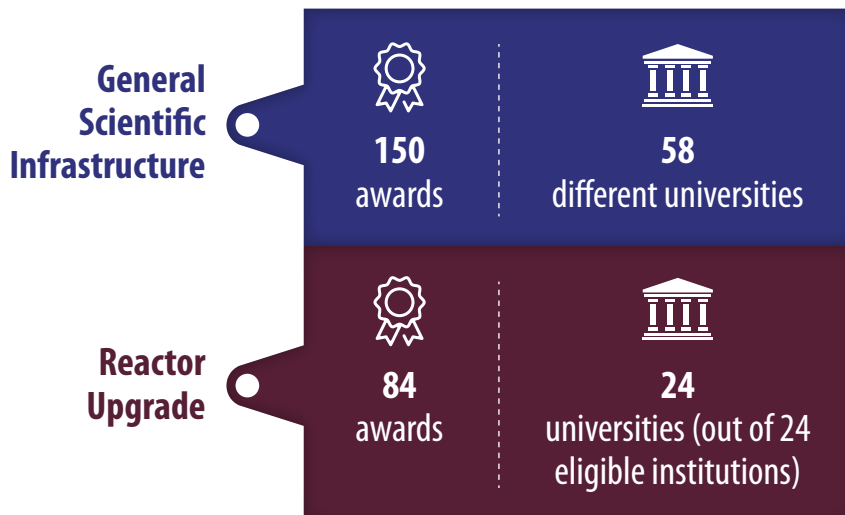 General
Scientific
Infrastructure
150
awards
58
different universities
Reactor
Upgrade
84
awards
24
universities (out of 24
eligible institutions)